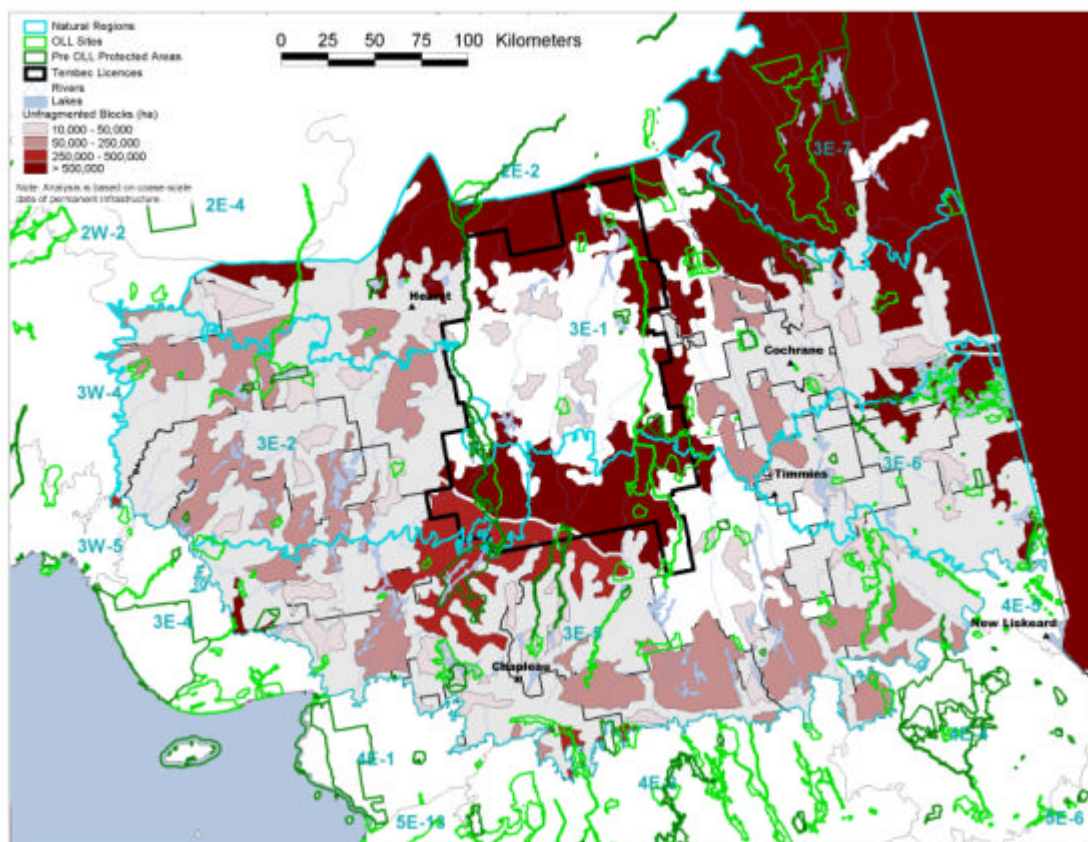 Natural Regions
OLL Sites
Pre OLL Protected Areas
Tembec Licences
Rivers
Lakes
Unfragmented Blocks (ha)
10,000 - 50,000
50,000 - 250,000
250,000 - 500,000
> 500,000
Note: Analysis is based on coarse-scale
data of permanent infrastructure.
0 25 50 75 100 Kilometers
3E-7
2E-2
2E-4
2W-2
Hearst
3E-1
Cochrane
3W-4
3E-2
3E-6
Timmins
3W-5
3E-4
4E-5
New Liskeard
3E-5
Chapleau
4E-1
5E-13
5E-6